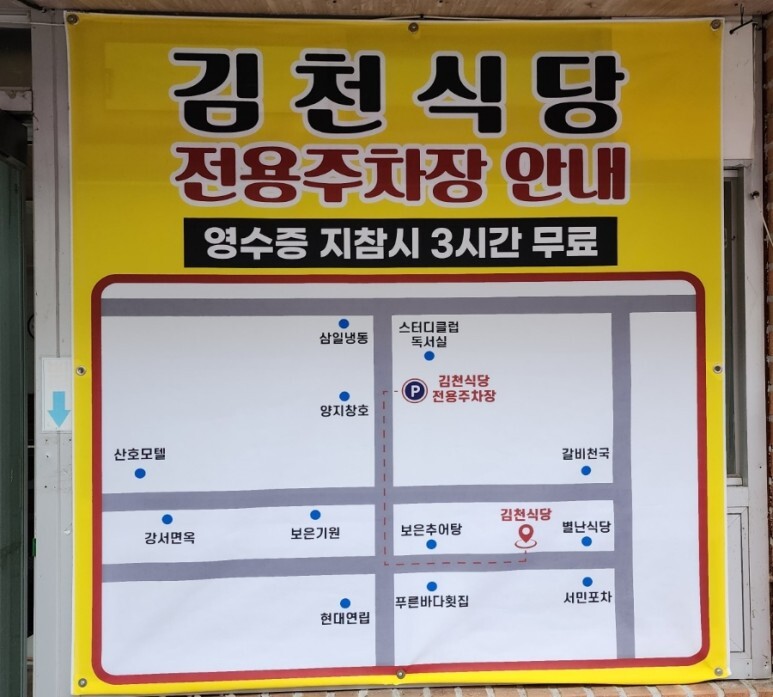 김천식당
전용주차장 안내
영수증 지참시 3시간 무료
삼일냉동
스터디클럽
독서실
P
김천식당
전용주차장
양지창호
산호모텔
갈비천국
강서면옥
보은기원
보은추어탕
김천식당
별난식당
현대연립
푸른바다횟집
서민포차